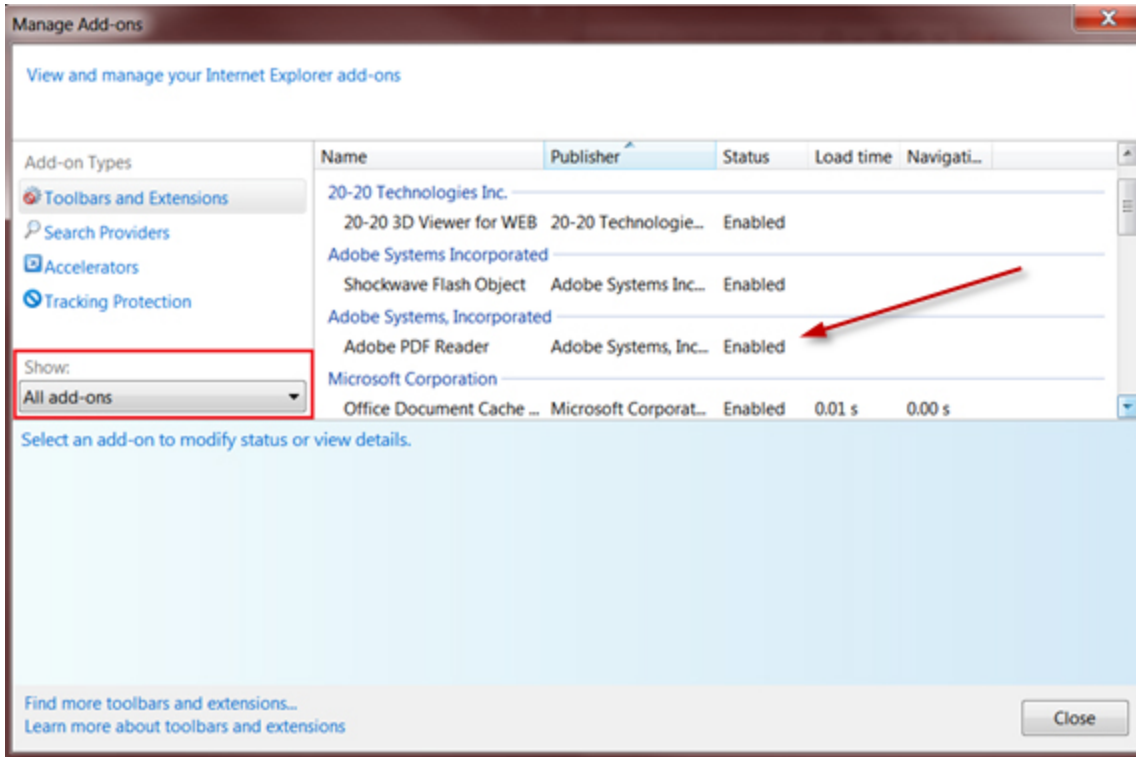 Manage Add-ons
View and manage your Internet Explorer add-ons
Add-on Types
Toolbars and Extensions
Search Providers
Accelerators
Tracking Protection
Show:
All add-ons
Name Publisher Status Load time Navigati...
20-20 Technologies Inc.
20-20 3D Viewer for WEB 20-20 Technologie... Enabled
Adobe Systems Incorporated
Shockwave Flash Object Adobe Systems Inc... Enabled
Adobe Systems, Incorporated
Adobe PDF Reader Adobe Systems, Inc... Enabled
Microsoft Corporation
Office Document Cache ... Microsoft Corporat... Enabled 0.01 s 0.00 s
Select an add-on to modify status or view details.
Find more toolbars and extensions...
Learn more about toolbars and extensions
Close